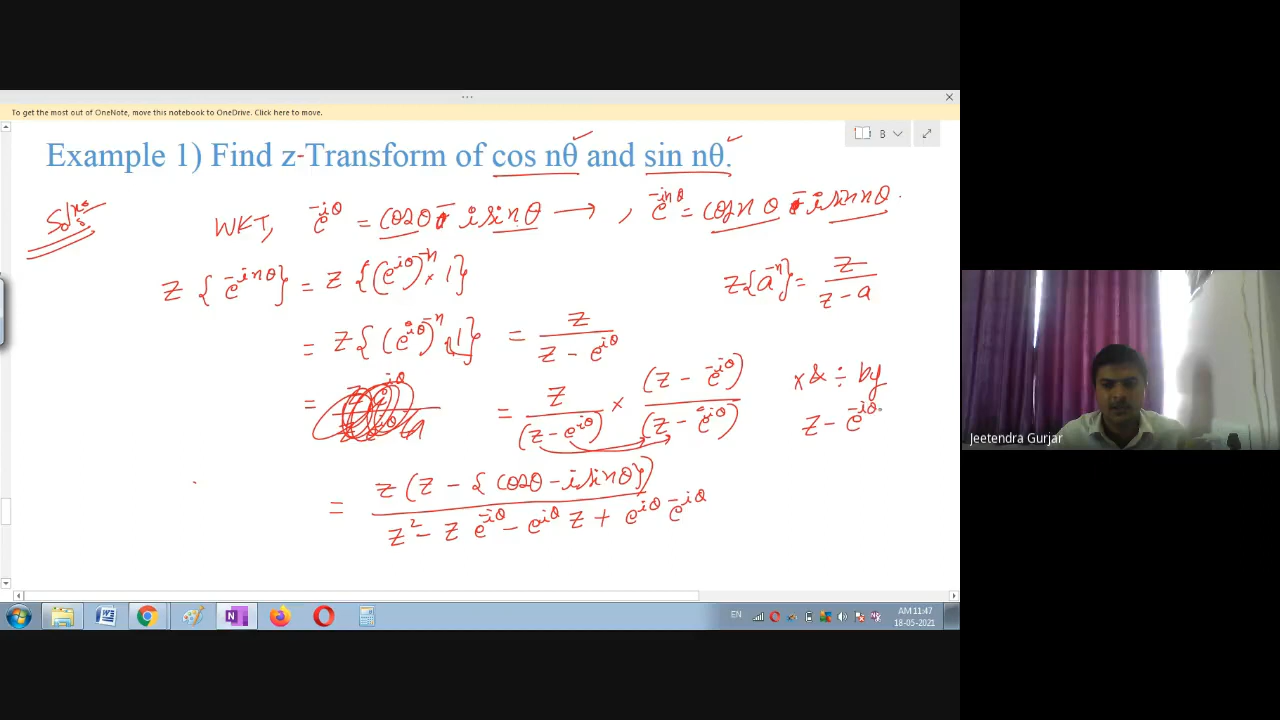 To get the most out of OneNote, move this notebook to OneDrive. Click here to move.
B
Example 1) Find z-Transform of cos nθ and sin nθ.
Solⁿs
WKT, e^{-iθ} = cosθ - i sinθ → , e^{-inθ} = cos nθ - i sin nθ.
z{e^{-inθ}} = z{(e^{iθ})^{-n} × 1}
z{a^{-n}} = z/(z-a)
= z{(e^{iθ})^{-n} . 1} = z/(z - e^{iθ})
= = z/(z - e^{iθ}) × (z - e^{-iθ})/(z - e^{-iθ})
× & ÷ by
z - e^{-iθ}
= z(z - {cosθ - i sinθ})/(z² - z e^{-iθ} - e^{iθ} z + e^{iθ} e^{-iθ})
Jeetendra Gurjar
EN
AM 11:47
18-05-2021